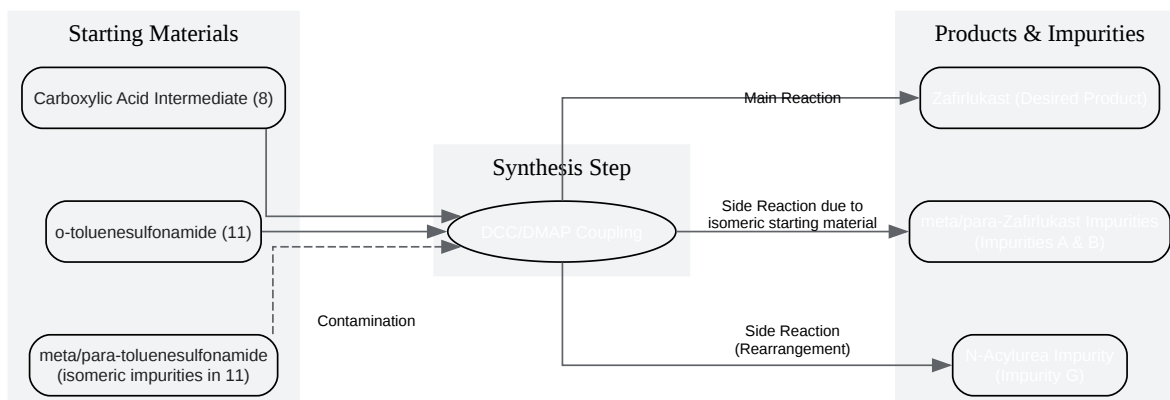 Starting Materials
Carboxylic Acid Intermediate (8)
o-toluenesulfonamide (11)
meta/para-toluenesulfonamide
(isomeric impurities in 11)
Contamination
Synthesis Step
DCC/DMAP Coupling
Main Reaction
Side Reaction due to
isomeric starting material
Side Reaction
(Rearrangement)
Products & Impurities
Zafirlukast (Desired Product)
meta/para-Zafirlukast Impurities
(Impurities A & B)
N-Acylurea Impurity
(Impurity G)